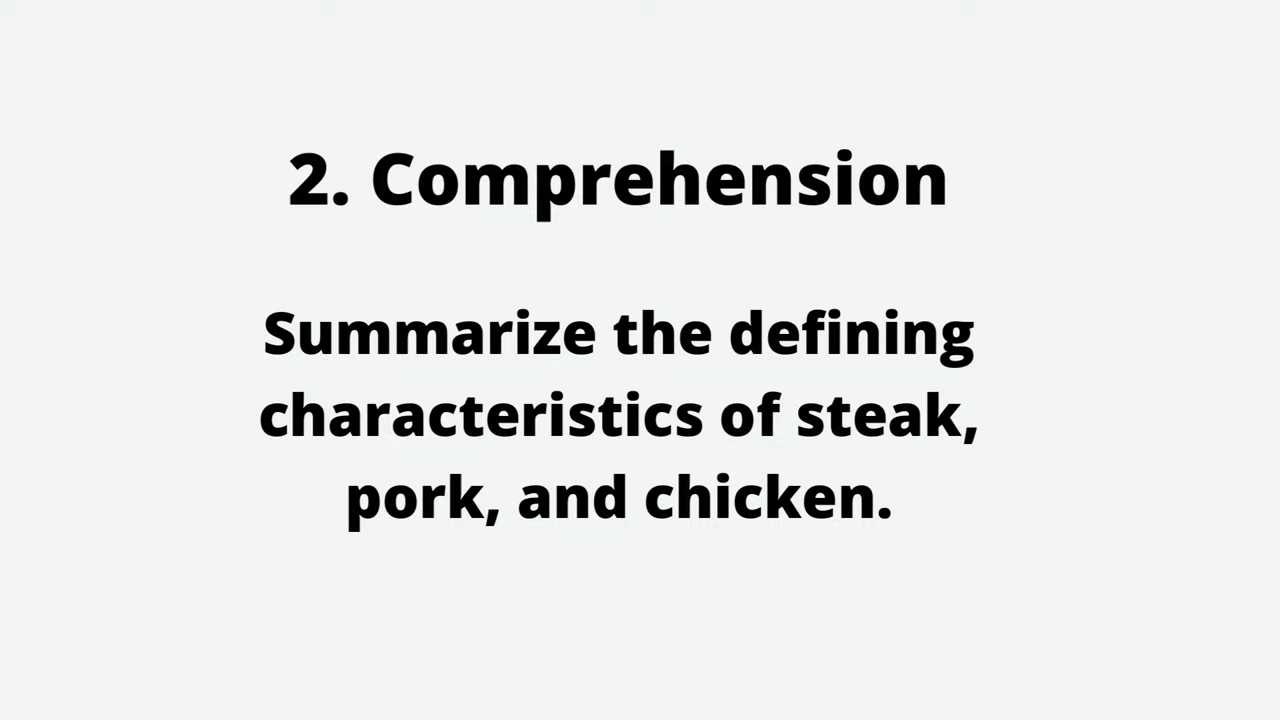 2. Comprehension
Summarize the defining
characteristics of steak,
pork, and chicken.